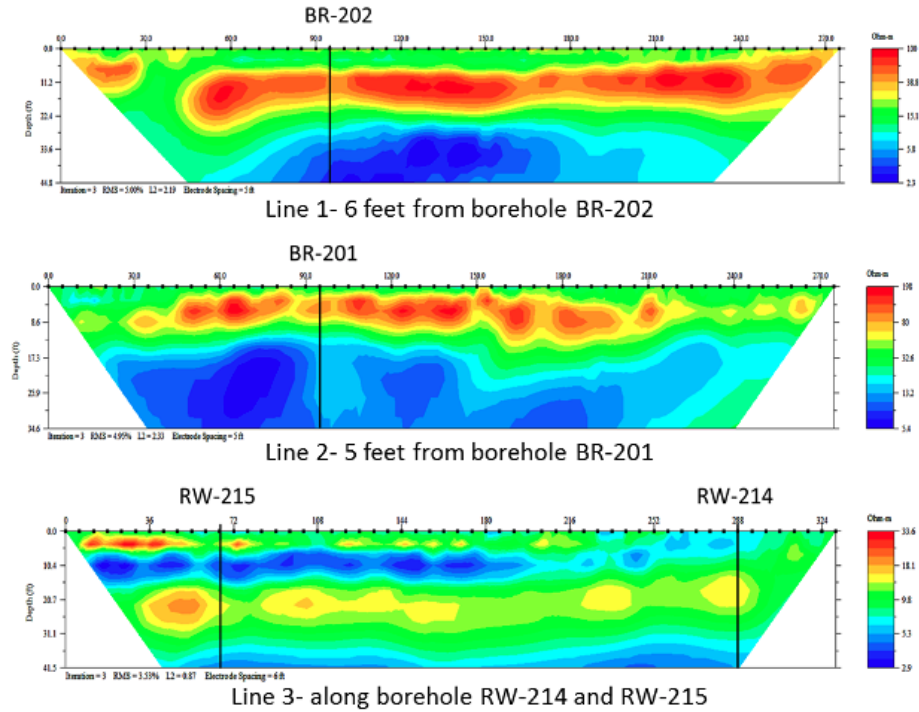 BR-202
Ohm-m
0.0 30.0 60.0 90.0 120.0 150.0 180.0 210.0 100
0.0
11.2 38.8
Depth (ft)
22.4 15.1
33.6 5.8
44.8 2.3
Iteration = 3 RMS = 5.00% L2 = 2.19 Electrode Spacing = 5 ft
Line 1- 6 feet from borehole BR-202
BR-201
Ohm-m
0.0 30.0 60.0 90.0 120.0 150.0 180.0 210.0 240.0 270.0
0.0
8.6 80
Depth (ft)
17.3 32.6
25.9 13.2
34.6
Iteration = 3 RMS = 4.95% L2 = 2.33 Electrode Spacing = 5 ft
Line 2- 5 feet from borehole BR-201
RW-215 RW-214
Ohm-m
0 36 72 108 144 180 216 252 288 324
0.0 33.6
10.4 18.1
Depth (ft)
20.7 9.8
31.1 5.3
41.5 2.9
Iteration = 3 RMS = 3.53% L2 = 0.87 Electrode Spacing = 6 ft
Line 3- along borehole RW-214 and RW-215